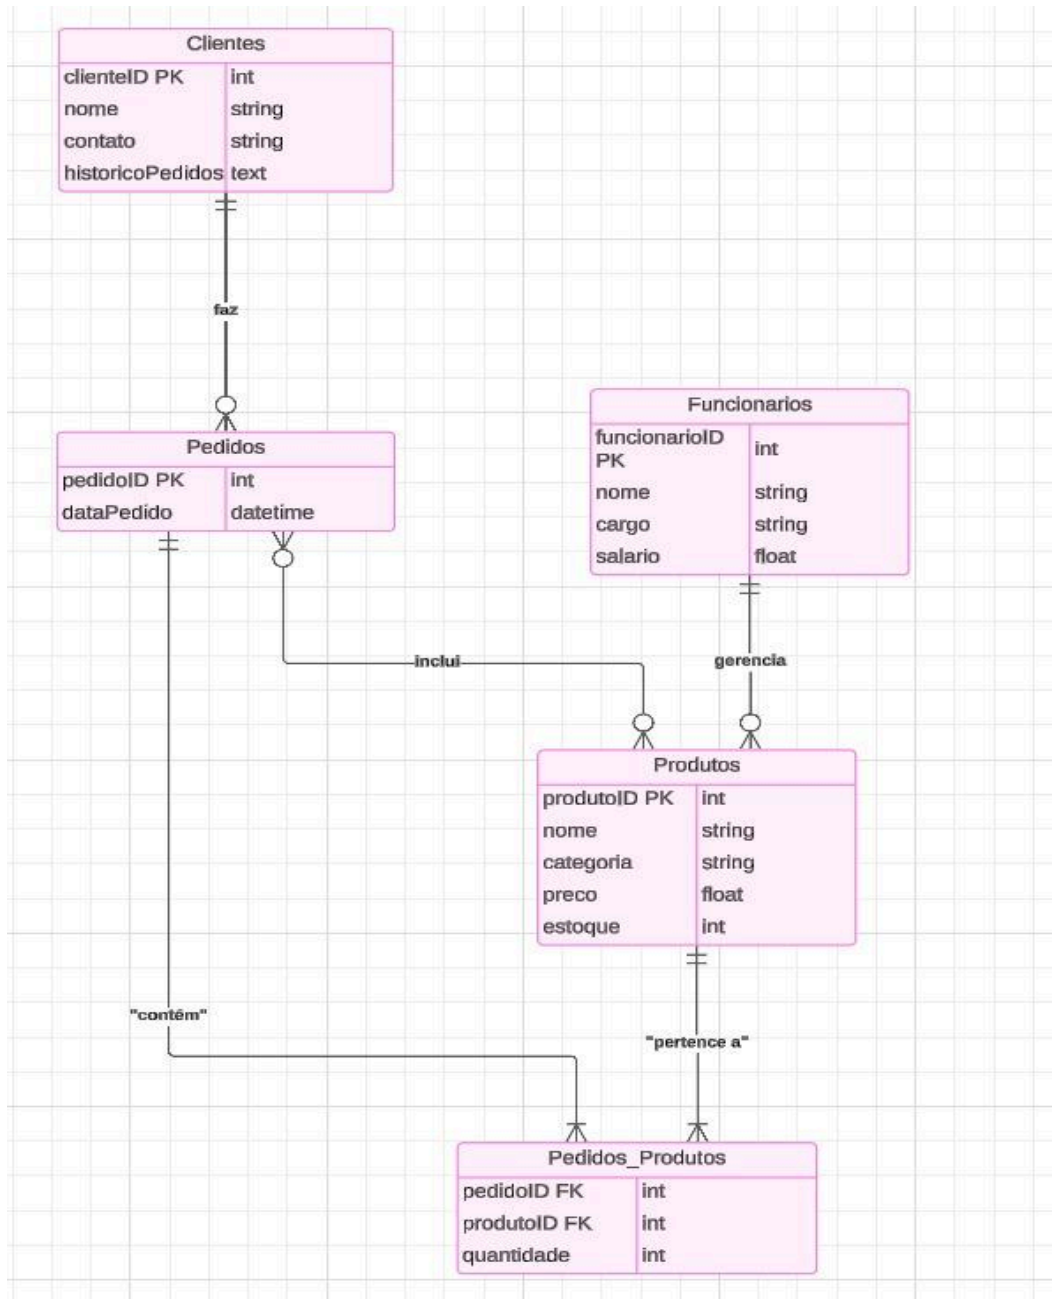 Clientes
clienteID PK int
nome string
contato string
historicoPedidos text
faz
Pedidos
pedidoID PK int
dataPedido datetime
Funcionarios
funcionarioID
PK
int
nome string
cargo string
salario float
inclui
gerencia
Produtos
produtoID PK int
nome string
categoria string
preco float
estoque int
"contém"
"pertence a"
Pedidos_Produtos
pedidoID FK int
produtoID FK int
quantidade int